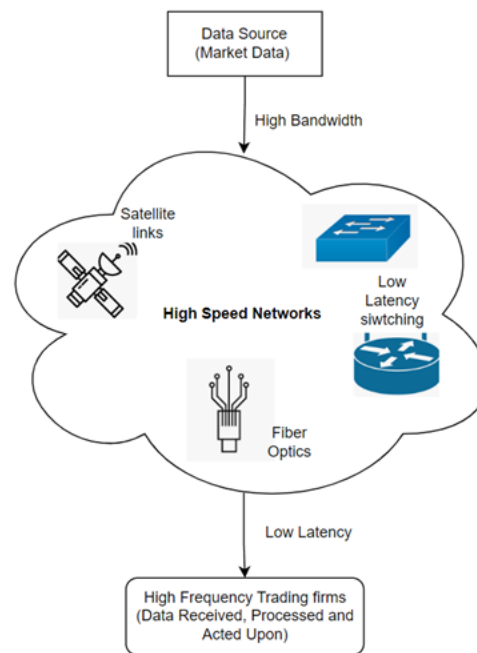 Data Source
(Market Data)
High Bandwidth
Satellite
links
Low
Latency
siwtching
High Speed Networks
Fiber
Optics
Low Latency
High Frequency Trading firms
(Data Received, Processed and
Acted Upon)